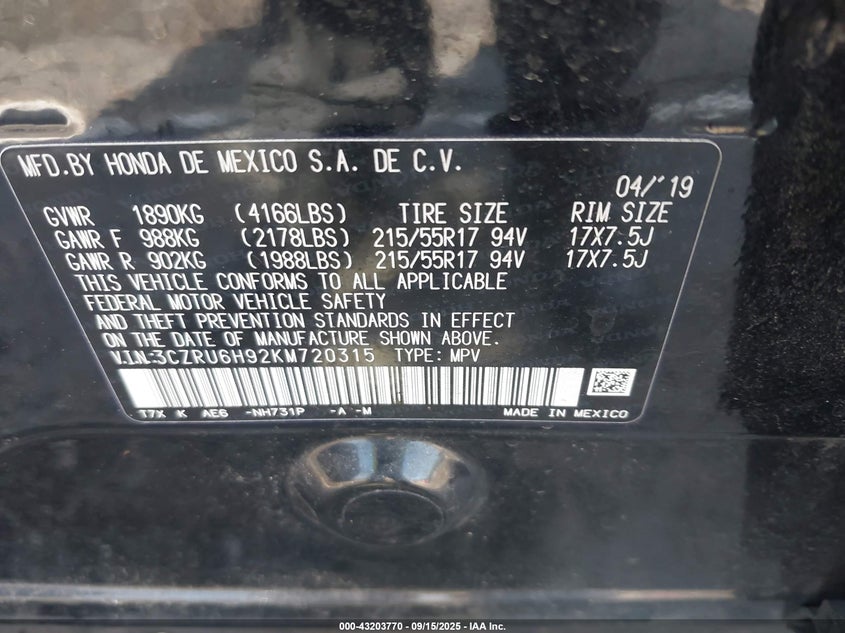 MFD.BY HONDA DE MEXICO S.A. DE C.V.
04/'19
GVWR 1890KG (4166LBS) TIRE SIZE RIM SIZE
GAWR F 988KG (2178LBS) 215/55R17 94V 17X7.5J
GAWR R 902KG (1988LBS) 215/55R17 94V 17X7.5J
THIS VEHICLE CONFORMS TO ALL APPLICABLE
FEDERAL MOTOR VEHICLE SAFETY
AND THEFT PREVENTION STANDARDS IN EFFECT
ON THE DATE OF MANUFACTURE SHOWN ABOVE.
V.I.N:3CZRU6H92KM720315 TYPE: MPV
T7X K AE6 -NH731P -A -M MADE IN MEXICO
000-43203770 - 09/15/2025 - IAA Inc.